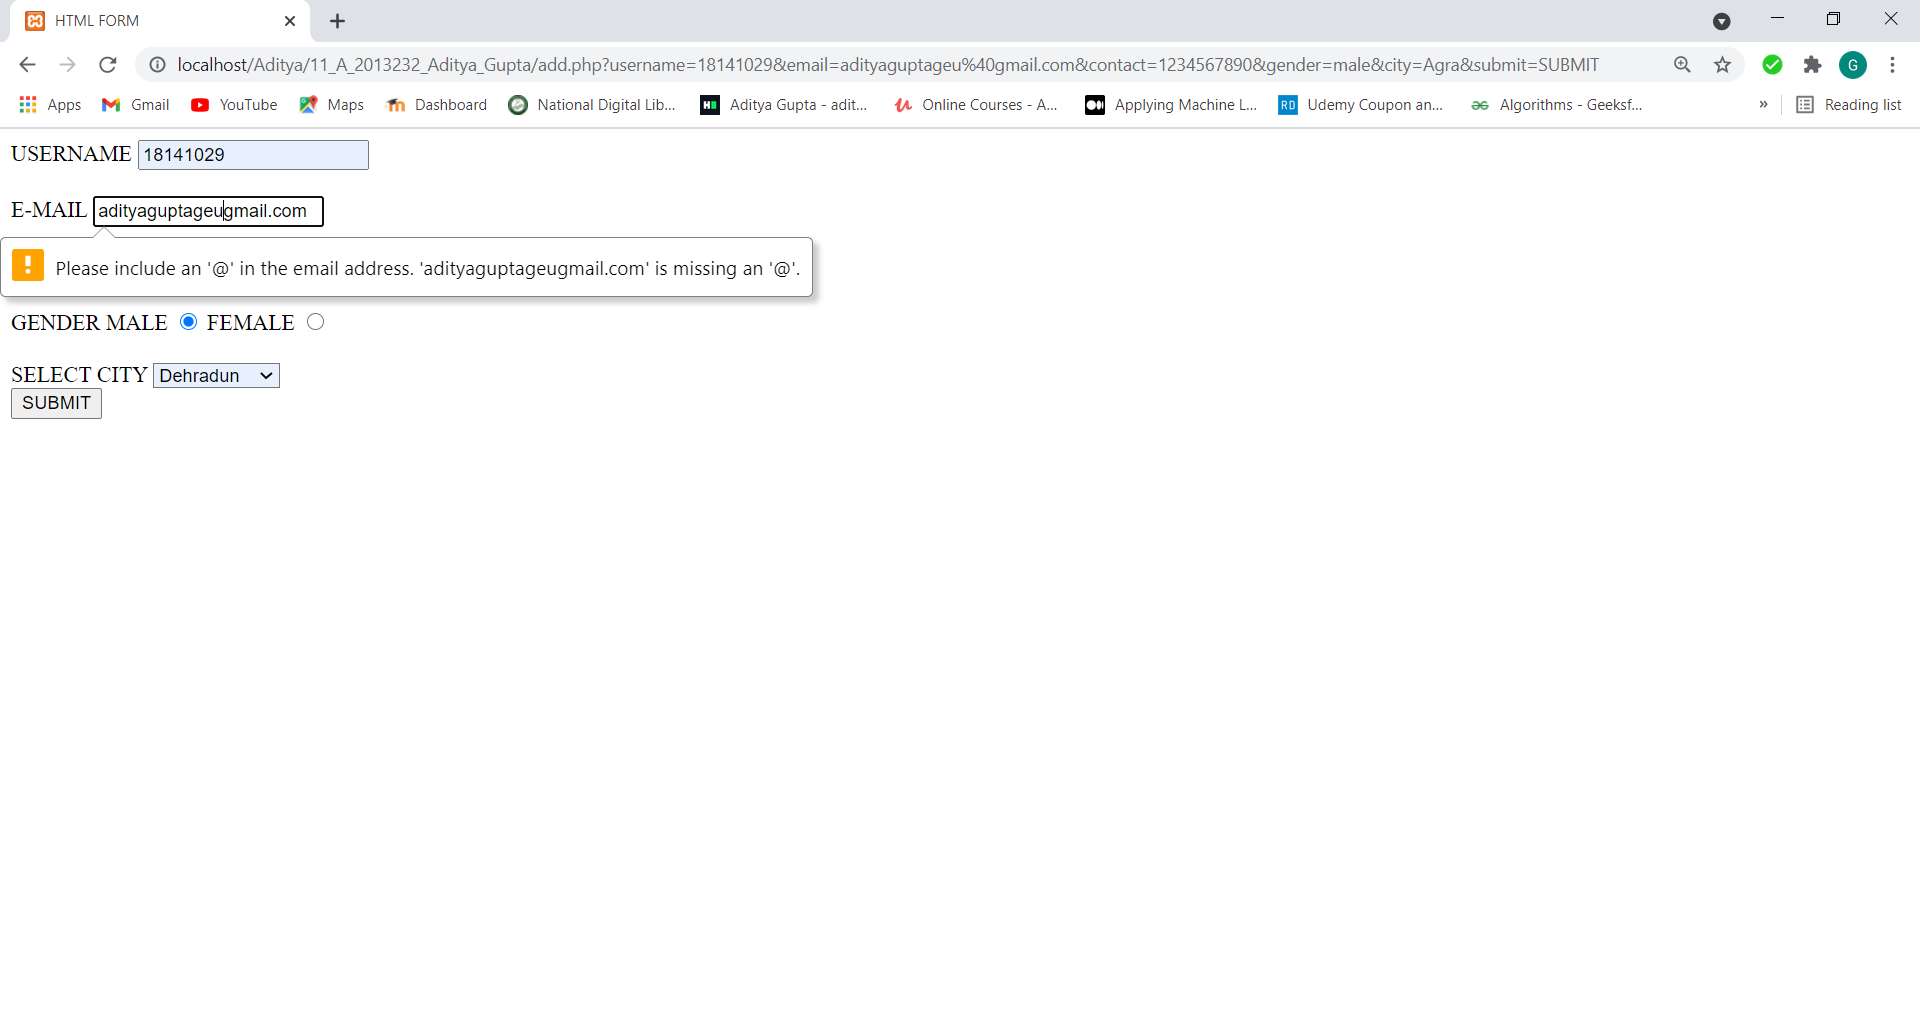 HTML FORM
localhost/Aditya/11_A_2013232_Aditya_Gupta/add.php?username=18141029&email=adityaguptageu%40gmail.com&contact=1234567890&gender=male&city=Agra&submit=SUBMIT
G
Apps Gmail YouTube Maps Dashboard National Digital Lib... Aditya Gupta - adit... Online Courses - A... Applying Machine L... RD Udemy Coupon an... Algorithms - Geeksf... » Reading list
USERNAME 18141029
E-MAIL adityaguptageugmail.com
Please include an '@' in the email address. 'adityaguptageugmail.com' is missing an '@'.
GENDER MALE FEMALE
SELECT CITY Dehradun
SUBMIT